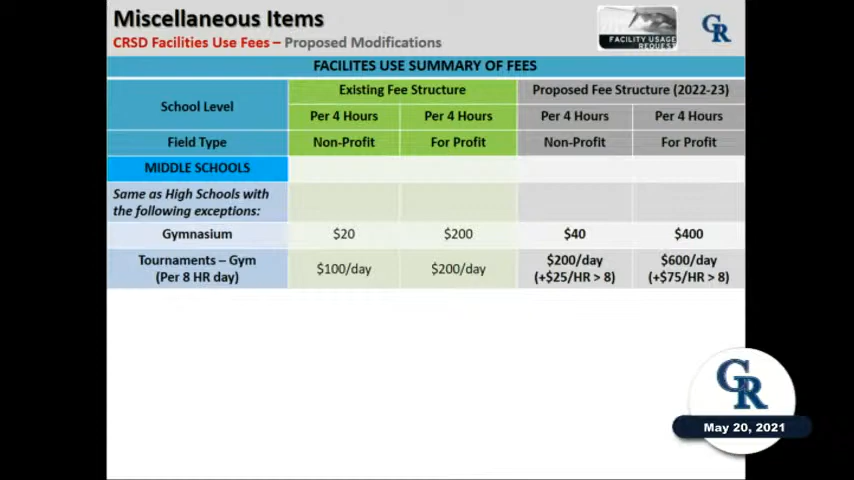 Miscellaneous Items
CRSD Facilities Use Fees – Proposed Modifications
FACILITY USAGE
REQUEST
CR
FACILITES USE SUMMARY OF FEES
School Level
Existing Fee Structure
Proposed Fee Structure (2022-23)
Per 4 Hours
Per 4 Hours
Per 4 Hours
Per 4 Hours
Field Type
Non-Profit
For Profit
Non-Profit
For Profit
MIDDLE SCHOOLS
Same as High Schools with
the following exceptions:
Gymnasium
$20
$200
$40
$400
Tournaments – Gym
(Per 8 HR day)
$100/day
$200/day
$200/day
(+$25/HR > 8)
$600/day
(+$75/HR > 8)
CR
May 20, 2021